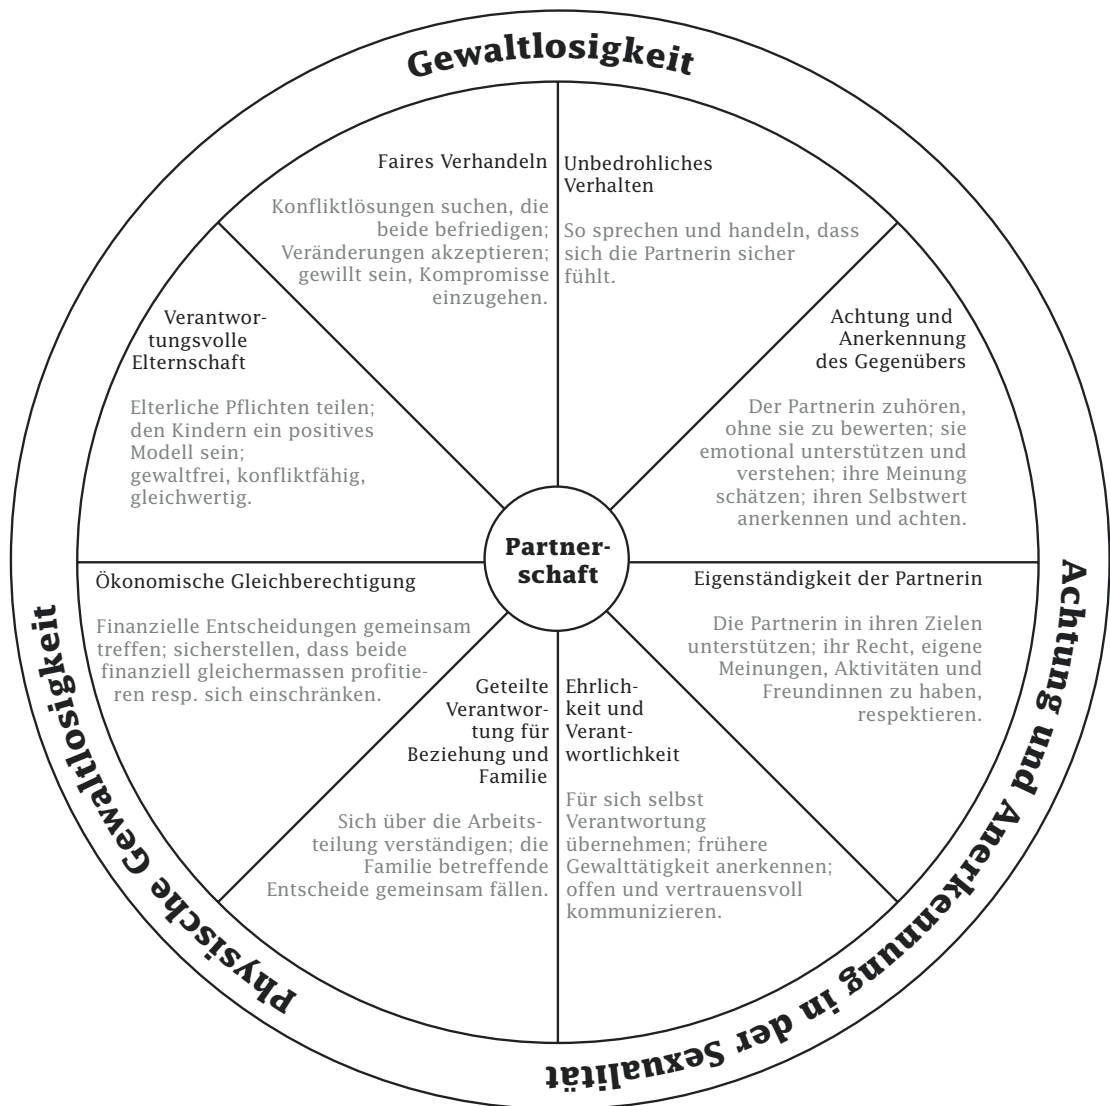 Gewaltlosigkeit
Faires Verhandeln
Konfliktlösungen suchen, die
beide befriedigen;
Veränderungen akzeptieren;
gewillt sein, Kompromisse
einzugehen.
Unbedrohliches
Verhalten
So sprechen und handeln, dass
sich die Partnerin sicher
fühlt.
Verantwor-
tungsvolle
Elternschaft
Elterliche Pflichten teilen;
den Kindern ein positives
Modell sein;
gewaltfrei, konfliktfähig,
gleichwertig.
Achtung und
Anerkennung
des Gegenübers
Der Partnerin zuhören,
ohne sie zu bewerten; sie
emotional unterstützen und
verstehen; ihre Meinung
schätzen; ihren Selbstwert
anerkennen und achten.
Partner-
schaft
Ökonomische Gleichberechtigung
Finanzielle Entscheidungen gemeinsam
treffen; sicherstellen, dass beide
finanziell gleichermassen profitie-
ren resp. sich einschränken.
Eigenständigkeit der Partnerin
Die Partnerin in ihren Zielen
unterstützen; ihr Recht, eigene
Meinungen, Aktivitäten und
Freundinnen zu haben,
respektieren.
Geteilte
Verantwor-
tung für
Beziehung und
Familie
Sich über die Arbeits-
teilung verständigen; die
Familie betreffende
Entscheide gemeinsam fällen.
Ehrlich-
keit und
Verant-
wortlichkeit
Für sich selbst
Verantwortung
übernehmen; frühere
Gewalttätigkeit anerkennen;
offen und vertrauensvoll
kommunizieren.
Physische Gewaltlosigkeit
Achtung und Anerkennung in der Sexualität